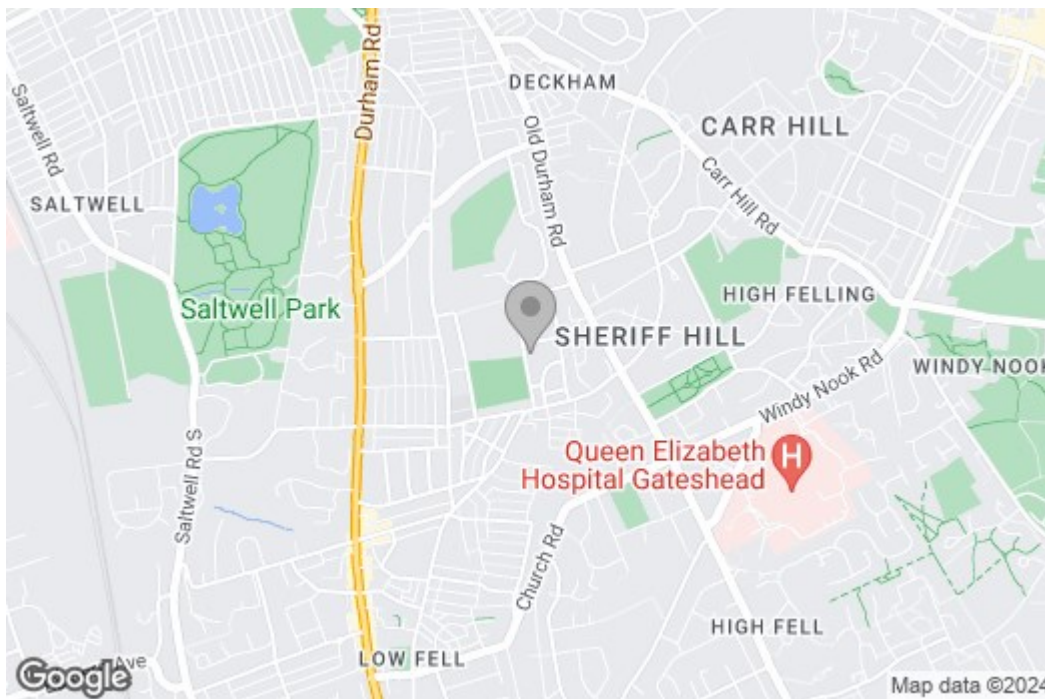 Durham Rd
DECKHAM
Saltwell Rd
CARR HILL
Old Durham Rd
Carr Hill Rd
SALTWELL
Saltwell Park
HIGH FELLING
SHERIFF HILL
WINDY NOOK
Windy Nook Rd
Queen Elizabeth
Hospital Gateshead
H
Saltwell Rd S
Church Rd
HIGH FELL
LOW FELL
Ave
Google
Map data ©2024